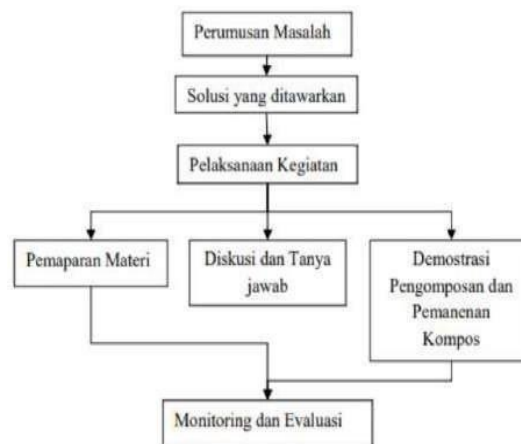 Perumusan Masalah
Solusi yang ditawarkan
Pelaksanaan Kegiatan
Pemaparan Materi
Diskusi dan Tanya
jawab
Demostrasi
Pengomposan dan
Pemanenan
Kompos
Monitoring dan Evaluasi